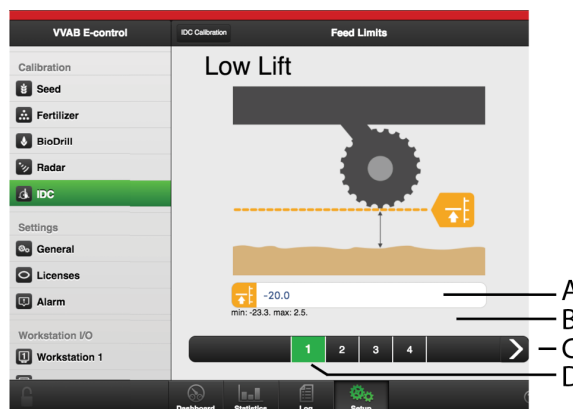 VVAB E-control
IDC Calibration
Feed Limits
Calibration
Seed
Fertilizer
BioDrill
Radar
IDC
Settings
General
Licenses
Alarm
Workstation I/O
Workstation 1
Low Lift
-20.0
min: -23.3. max: 2.5.
1 2 3 4
A
B
C
D
Dashboard Statistics Log Setup